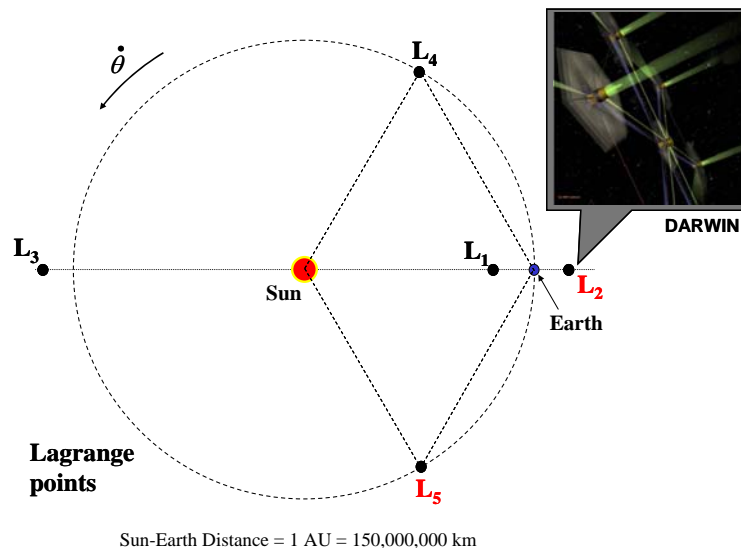 θ̇
L₄
DARWIN
L₃
L₁
L₂
Sun
Earth
Lagrange
points
L₅
Sun-Earth Distance = 1 AU = 150,000,000 km